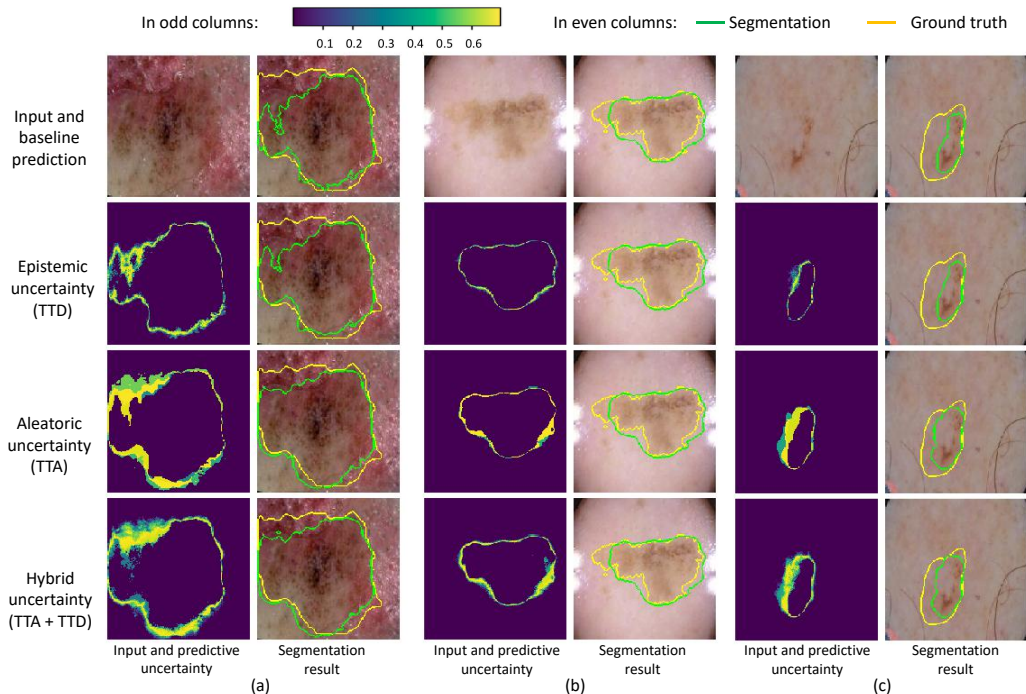 In odd columns:
0.1 0.2 0.3 0.4 0.5 0.6
In even columns:
Segmentation
Ground truth
Input and
baseline
prediction
Epistemic
uncertainty
(TTD)
Aleatoric
uncertainty
(TTA)
Hybrid
uncertainty
(TTA + TTD)
Input and predictive
uncertainty
Segmentation
result
(a)
Input and predictive
uncertainty
Segmentation
result
(b)
Input and predictive
uncertainty
Segmentation
result
(c)